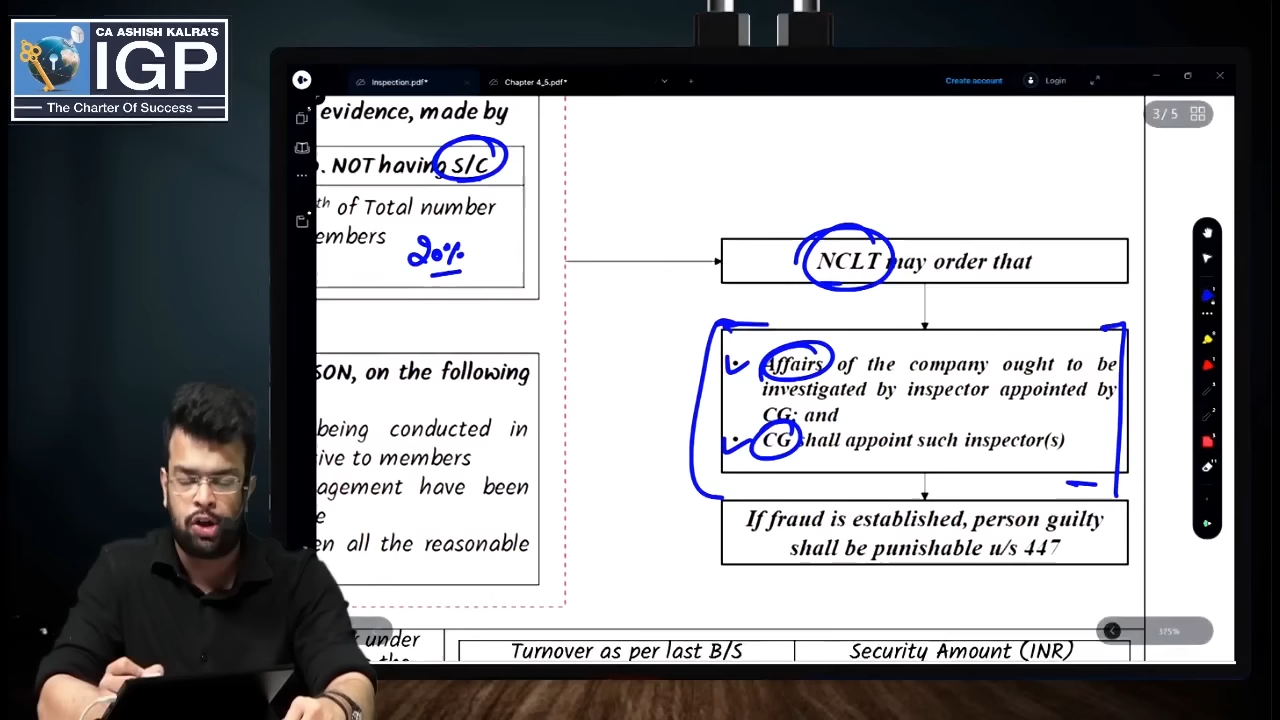 CA ASHISH KALRA'S
IGP
The Charter Of Success
Inspection.pdf*
Chapter 4_5.pdf*
Create account
Login
3/5
evidence, made by
. NOT having S/C
th of Total number
embers
20%
SON, on the following
being conducted in
sive to members
agement have been
e
en all the reasonable
NCLT may order that
• Affairs of the company ought to be
investigated by inspector appointed by
CG; and
• CG shall appoint such inspector(s)
If fraud is established, person guilty
shall be punishable u/s 447
under
Turnover as per last B/S
Security Amount (INR)
375%